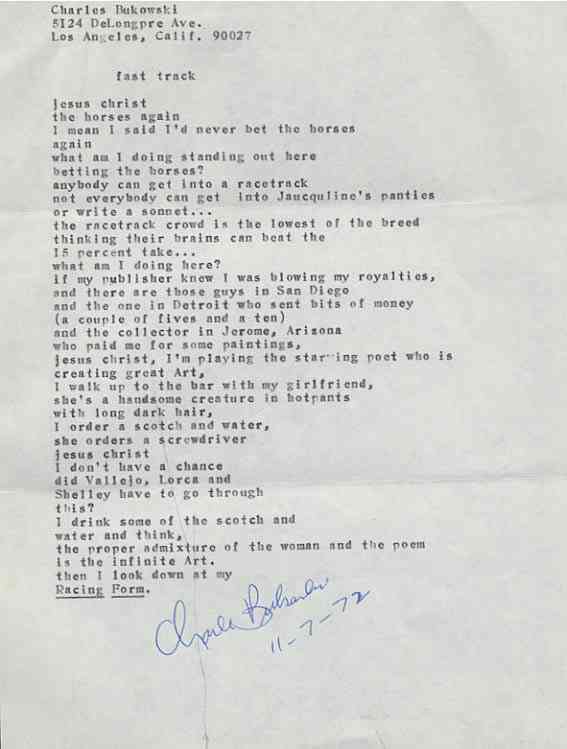 Charles Bukowski
5124 DeLongpre Ave.
Los Angeles, Calif. 90027
fast track
jesus christ
the horses again
I mean I said I'd never bet the horses
again
what am I doing standing out here
betting the horses?
anybody can get into a racetrack
not everybody can get into Jaucquline's panties
or write a sonnet...
the racetrack crowd is the lowest of the breed
thinking their brains can beat the
15 percent take...
what am I doing here?
if my publisher knew I was blowing my royalties,
and there are those guys in San Diego
and the one in Detroit who sent bits of money
(a couple of fives and a ten)
and the collector in Jerome, Arizona
who paid me for some paintings,
jesus christ, I'm playing the starving poet who is
creating great Art,
I walk up to the bar with my girlfriend,
she's a handsome creature in hotpants
with long dark hair,
I order a scotch and water,
she orders a screwdriver
jesus christ
I don't have a chance
did Vallejo, Lorca and
Shelley have to go through
this?
I drink some of the scotch and
water and think,
the proper admixture of the woman and the poem
is the infinite Art.
then I look down at my
Racing Form.
Charles Bukowski
11-7-72